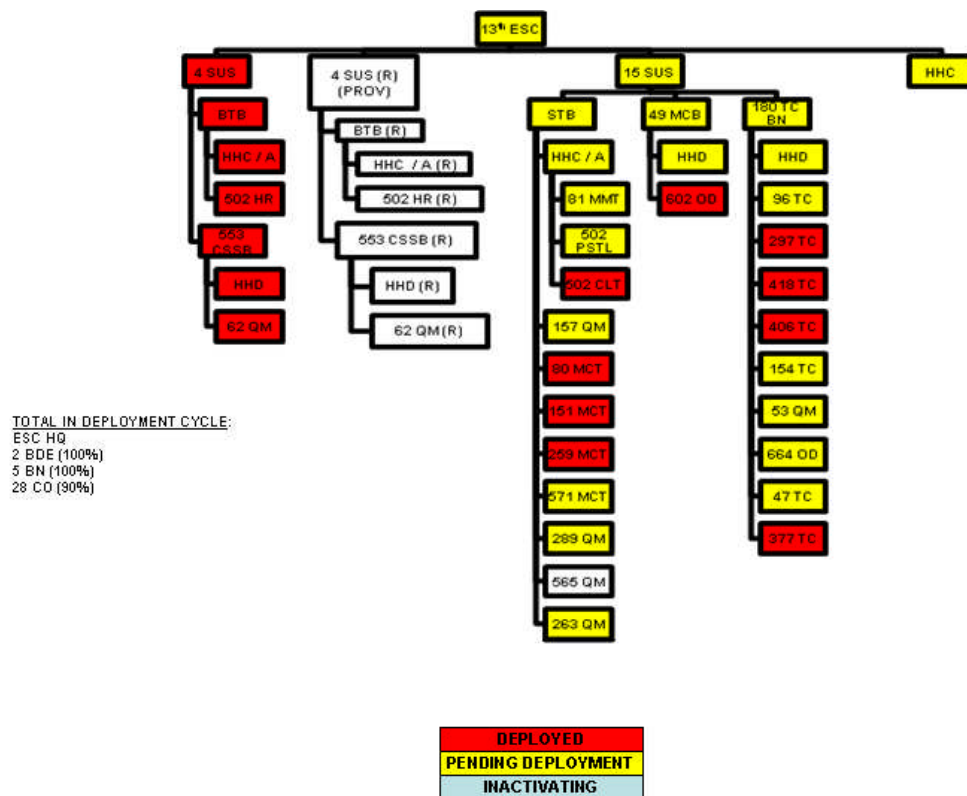 13th ESC
4 SUS
4 SUS (R)
(PROV)
15 SUS
HHC
BTB
BTB (R)
STB
49 MCB
180 TC
BN
HHC / A
HHC / A (R)
HHC / A
HHD
HHD
502 HR
502 HR (R)
81 MMT
602 OD
96 TC
553
CSSB
553 CSSB (R)
502
PSTL
297 TC
HHD
HHD (R)
502 CLT
418 TC
62 QM
62 QM (R)
157 QM
406 TC
80 MCT
154 TC
151 MCT
53 QM
259 MCT
664 OD
571 MCT
47 TC
289 QM
377 TC
565 QM
263 QM
TOTAL IN DEPLOYMENT CYCLE:
ESC HQ
2 BDE (100%)
5 BN (100%)
28 CO (90%)
DEPLOYED
PENDING DEPLOYMENT
INACTIVATING